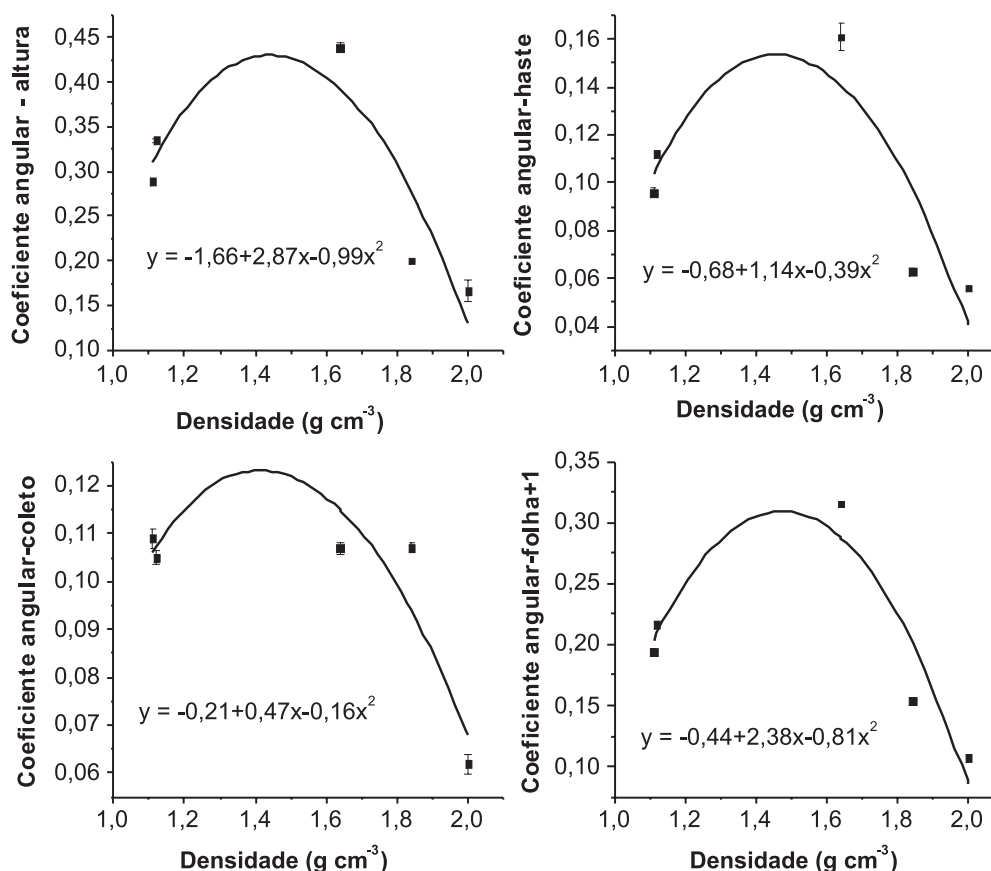 Coeficiente angular - altura
0,45
0,40
0,35
0,30
0,25
0,20
0,15
0,10
y = -1,66+2,87x-0,99x²
1,0 1,2 1,4 1,6 1,8 2,0
Densidade (g cm⁻³)
Coeficiente angular-haste
0,16
0,14
0,12
0,10
0,08
0,06
0,04
y = -0,68+1,14x-0,39x²
1,0 1,2 1,4 1,6 1,8 2,0
Densidade (g cm⁻³)
Coeficiente angular-coleto
0,12
0,11
0,10
0,09
0,08
0,07
0,06
y = -0,21+0,47x-0,16x²
1,0 1,2 1,4 1,6 1,8 2,0
Densidade (g cm⁻³)
Coeficiente angular-folha+1
0,35
0,30
0,25
0,20
0,15
0,10
y = -0,44+2,38x-0,81x²
1,0 1,2 1,4 1,6 1,8 2,0
Densidade (g cm⁻³)